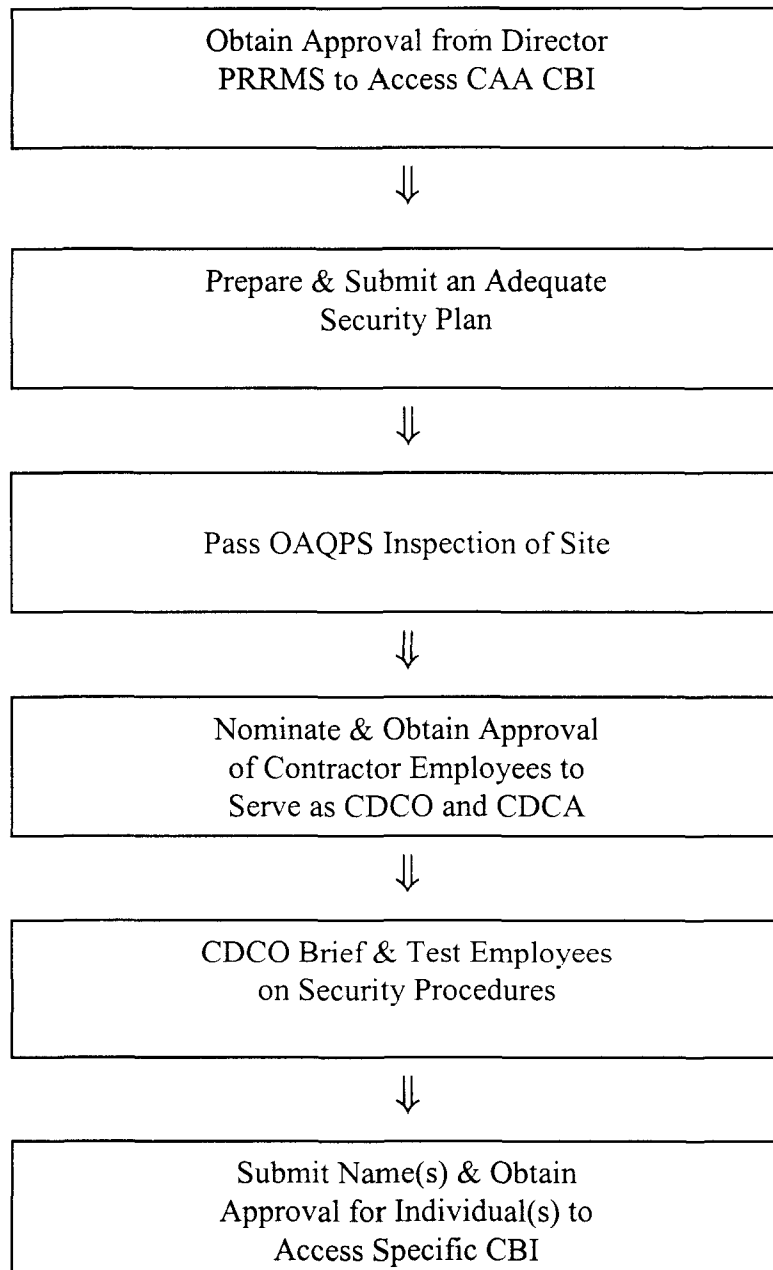 Obtain Approval from Director
PRRMS to Access CAA CBI
⇓
Prepare & Submit an Adequate
Security Plan
⇓
Pass OAQPS Inspection of Site
⇓
Nominate & Obtain Approval
of Contractor Employees to
Serve as CDCO and CDCA
⇓
CDCO Brief & Test Employees
on Security Procedures
⇓
Submit Name(s) & Obtain
Approval for Individual(s) to
Access Specific CBI